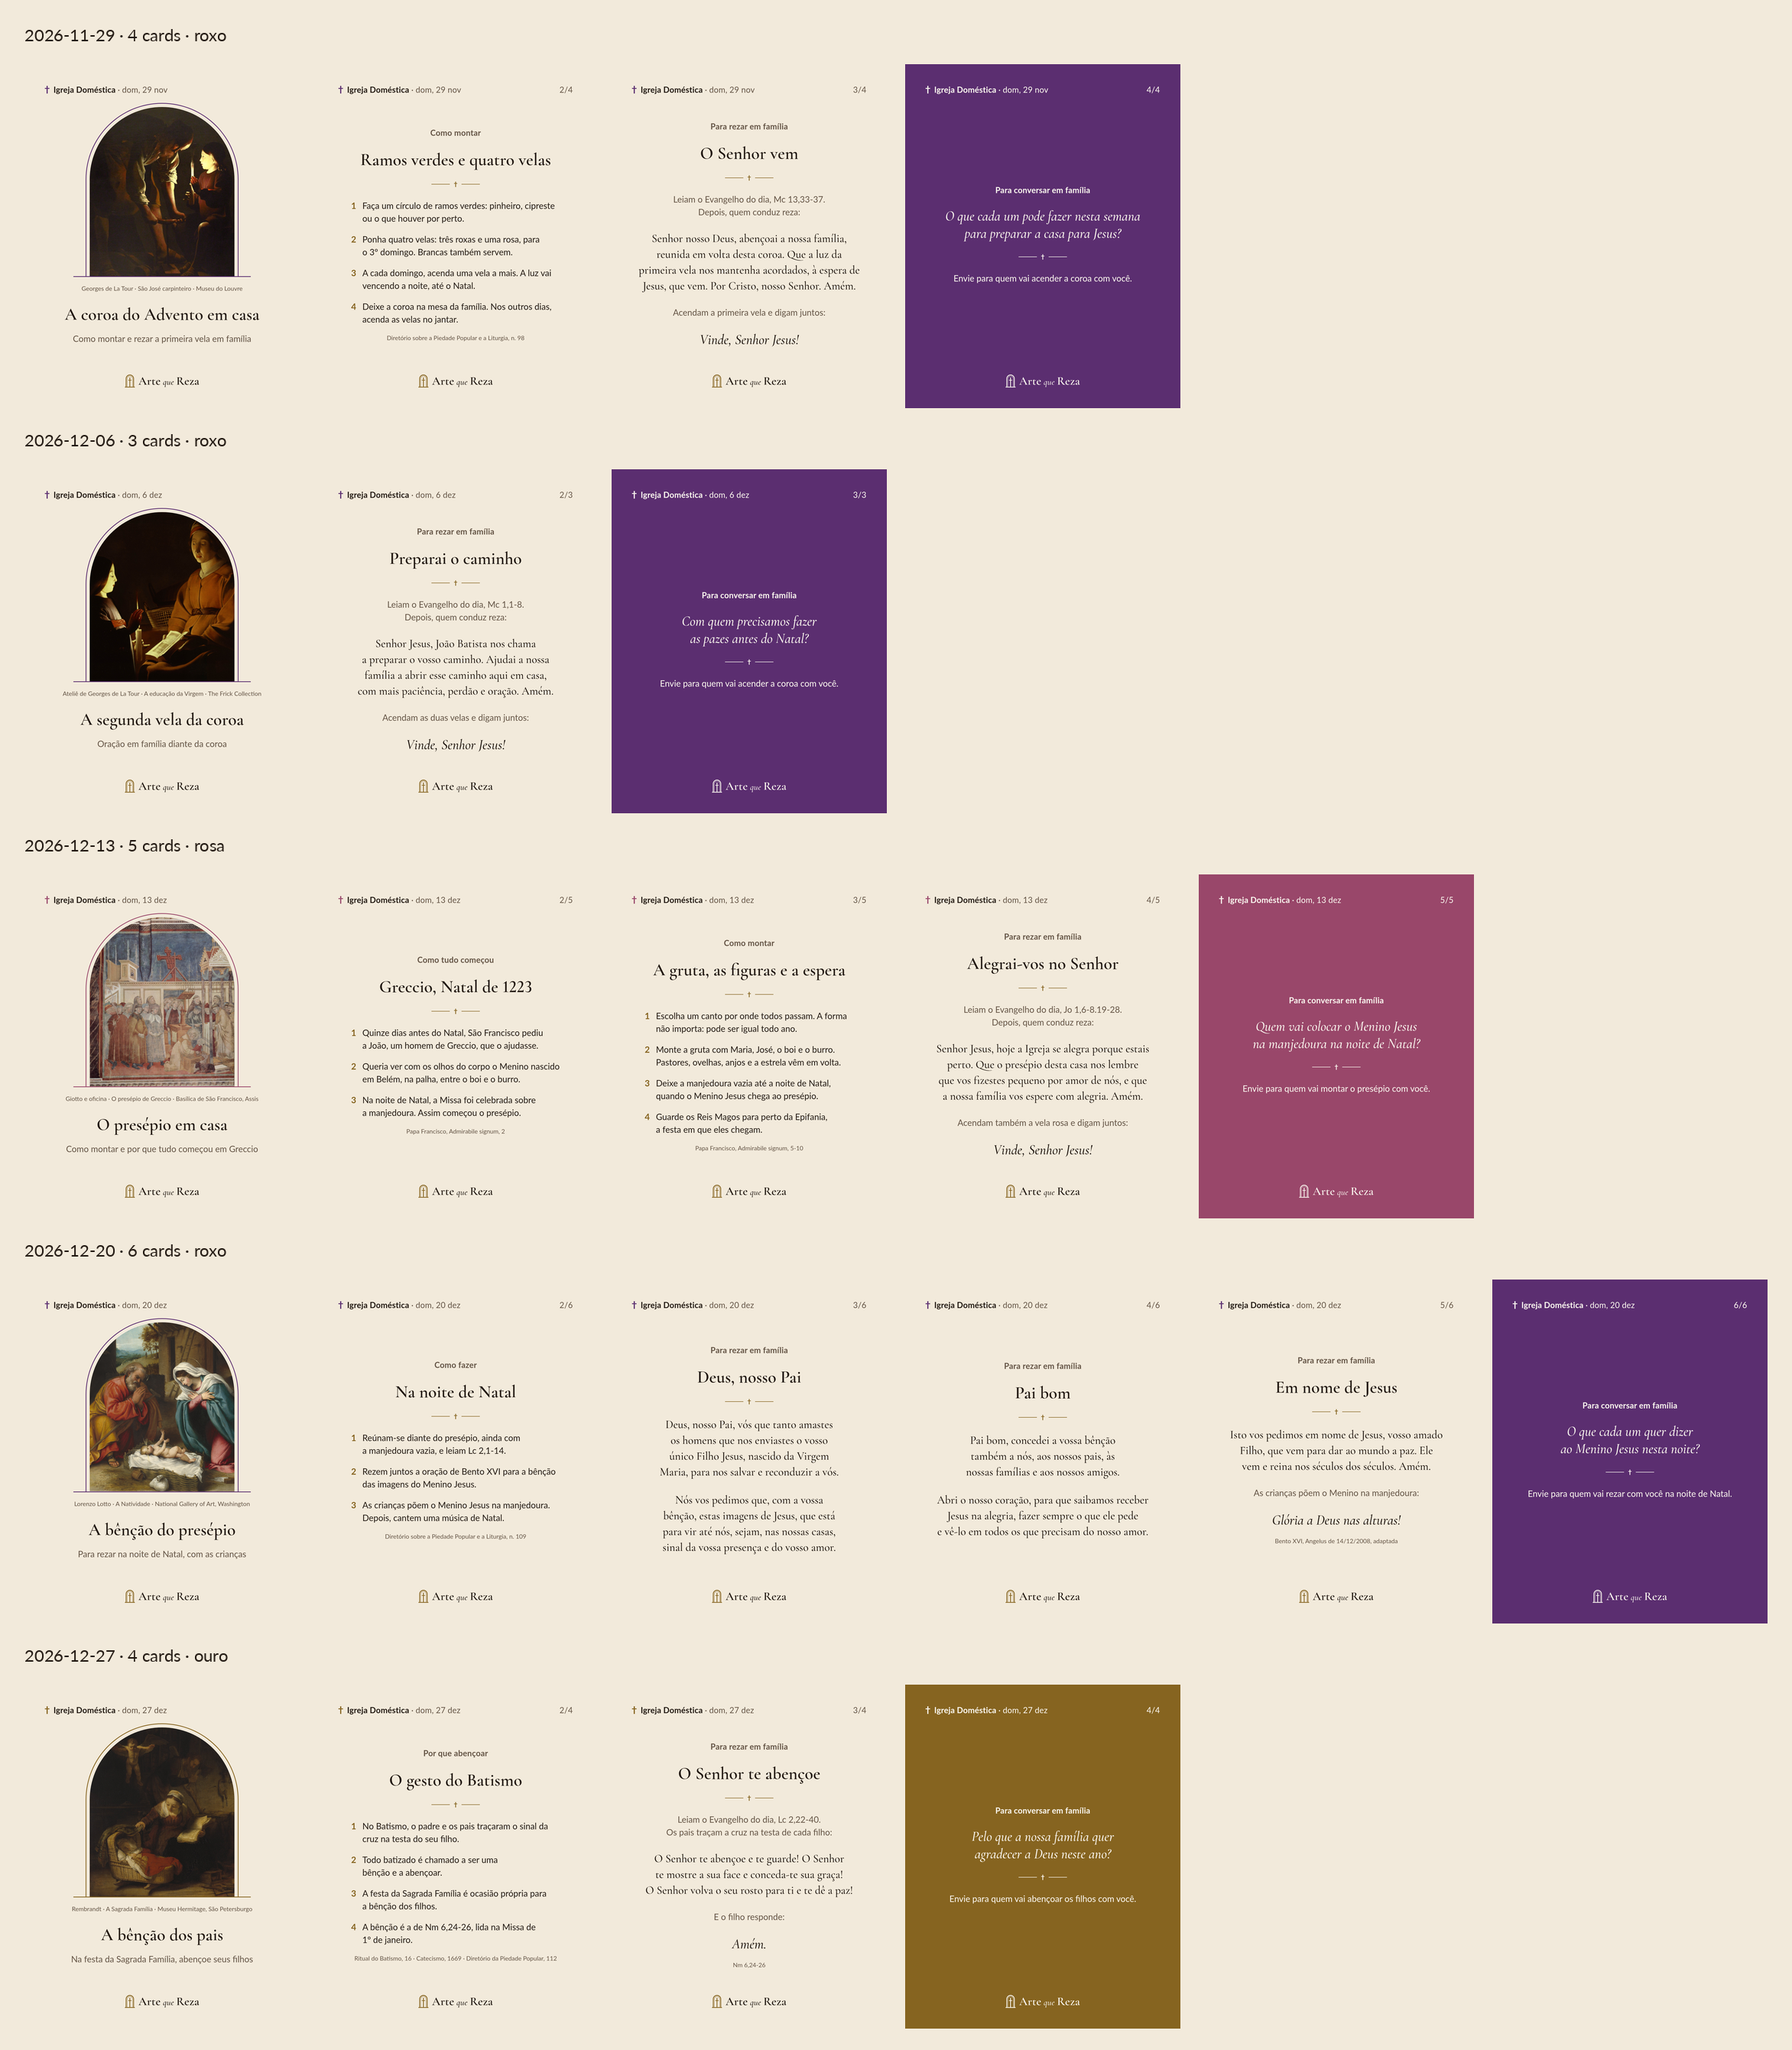 2026-11-29 · 4 cards · roxo
† Igreja Doméstica · dom, 29 nov
Georges de La Tour · São José carpinteiro · Museu do Louvre
A coroa do Advento em casa
Como montar e rezar a primeira vela em família
Arte que Reza
† Igreja Doméstica · dom, 29 nov 2/4
Como montar
Ramos verdes e quatro velas
1 Faça um círculo de ramos verdes: pinheiro, cipreste
ou o que houver por perto.
2 Ponha quatro velas: três roxas e uma rosa, para
o 3º domingo. Brancas também servem.
3 A cada domingo, acenda uma vela a mais. A luz vai
vencendo a noite, até o Natal.
4 Deixe a coroa na mesa da família. Nos outros dias,
acenda as velas no jantar.
Diretório sobre a Piedade Popular e a Liturgia, n. 98
Arte que Reza
† Igreja Doméstica · dom, 29 nov 3/4
Para rezar em família
O Senhor vem
Leiam o Evangelho do dia, Mc 13,33-37.
Depois, quem conduz reza:
Senhor nosso Deus, abençoai a nossa família,
reunida em volta desta coroa. Que a luz da
primeira vela nos mantenha acordados, à espera de
Jesus, que vem. Por Cristo, nosso Senhor. Amém.
Acendam a primeira vela e digam juntos:
Vinde, Senhor Jesus!
Arte que Reza
† Igreja Doméstica · dom, 29 nov 4/4
Para conversar em família
O que cada um pode fazer nesta semana
para preparar a casa para Jesus?
Envie para quem vai acender a coroa com você.
Arte que Reza
2026-12-06 · 3 cards · roxo
† Igreja Doméstica · dom, 6 dez
Ateliê de Georges de La Tour · A educação da Virgem · The Frick Collection
A segunda vela da coroa
Oração em família diante da coroa
Arte que Reza
† Igreja Doméstica · dom, 6 dez 2/3
Para rezar em família
Preparai o caminho
Leiam o Evangelho do dia, Mc 1,1-8.
Depois, quem conduz reza:
Senhor Jesus, João Batista nos chama
a preparar o vosso caminho. Ajudai a nossa
família a abrir esse caminho aqui em casa,
com mais paciência, perdão e oração. Amém.
Acendam as duas velas e digam juntos:
Vinde, Senhor Jesus!
Arte que Reza
† Igreja Doméstica · dom, 6 dez 3/3
Para conversar em família
Com quem precisamos fazer
as pazes antes do Natal?
Envie para quem vai acender a coroa com você.
Arte que Reza
2026-12-13 · 5 cards · rosa
† Igreja Doméstica · dom, 13 dez
Giotto e oficina · O presépio de Greccio · Basílica de São Francisco, Assis
O presépio em casa
Como montar e por que tudo começou em Greccio
Arte que Reza
† Igreja Doméstica · dom, 13 dez 2/5
Como tudo começou
Greccio, Natal de 1223
1 Quinze dias antes do Natal, São Francisco pediu
a João, um homem de Greccio, que o ajudasse.
2 Queria ver com os olhos do corpo o Menino nascido
em Belém, na palha, entre o boi e o burro.
3 Na noite de Natal, a Missa foi celebrada sobre
a manjedoura. Assim começou o presépio.
Papa Francisco, Admirabile signum, 2
Arte que Reza
† Igreja Doméstica · dom, 13 dez 3/5
Como montar
A gruta, as figuras e a espera
1 Escolha um canto por onde todos passam. A forma
não importa: pode ser igual todo ano.
2 Monte a gruta com Maria, José, o boi e o burro.
Pastores, ovelhas, anjos e a estrela vêm em volta.
3 Deixe a manjedoura vazia até a noite de Natal,
quando o Menino Jesus chega ao presépio.
4 Guarde os Reis Magos para perto da Epifania,
a festa em que eles chegam.
Papa Francisco, Admirabile signum, 5-10
Arte que Reza
† Igreja Doméstica · dom, 13 dez 4/5
Para rezar em família
Alegrai-vos no Senhor
Leiam o Evangelho do dia, Jo 1,6-8.19-28.
Depois, quem conduz reza:
Senhor Jesus, hoje a Igreja se alegra porque estais
perto. Que o presépio desta casa nos lembre
que vos fizestes pequeno por amor de nós, e que
a nossa família vos espere com alegria. Amém.
Acendam também a vela rosa e digam juntos:
Vinde, Senhor Jesus!
Arte que Reza
† Igreja Doméstica · dom, 13 dez 5/5
Para conversar em família
Quem vai colocar o Menino Jesus
na manjedoura na noite de Natal?
Envie para quem vai montar o presépio com você.
Arte que Reza
2026-12-20 · 6 cards · roxo
† Igreja Doméstica · dom, 20 dez
Lorenzo Lotto · A Natividade · National Gallery of Art, Washington
A bênção do presépio
Para rezar na noite de Natal, com as crianças
Arte que Reza
† Igreja Doméstica · dom, 20 dez 2/6
Como fazer
Na noite de Natal
1 Reúnam-se diante do presépio, ainda com
a manjedoura vazia, e leiam Lc 2,1-14.
2 Rezem juntos a oração de Bento XVI para a bênção
das imagens do Menino Jesus.
3 As crianças põem o Menino Jesus na manjedoura.
Depois, cantem uma música de Natal.
Diretório sobre a Piedade Popular e a Liturgia, n. 109
Arte que Reza
† Igreja Doméstica · dom, 20 dez 3/6
Para rezar em família
Deus, nosso Pai
Deus, nosso Pai, vós que tanto amastes
os homens que nos enviastes o vosso
único Filho Jesus, nascido da Virgem
Maria, para nos salvar e reconduzir a vós.
Nós vos pedimos que, com a vossa
bênção, estas imagens de Jesus, que está
para vir até nós, sejam, nas nossas casas,
sinal da vossa presença e do vosso amor.
Arte que Reza
† Igreja Doméstica · dom, 20 dez 4/6
Para rezar em família
Pai bom
Pai bom, concedei a vossa bênção
também a nós, aos nossos pais, às
nossas famílias e aos nossos amigos.
Abri o nosso coração, para que saibamos receber
Jesus na alegria, fazer sempre o que ele pede
e vê-lo em todos os que precisam do nosso amor.
Arte que Reza
† Igreja Doméstica · dom, 20 dez 5/6
Para rezar em família
Em nome de Jesus
Isto vos pedimos em nome de Jesus, vosso amado
Filho, que vem para dar ao mundo a paz. Ele
vem e reina nos séculos dos séculos. Amém.
As crianças põem o Menino na manjedoura:
Glória a Deus nas alturas!
Bento XVI, Angelus de 14/12/2008, adaptada
Arte que Reza
† Igreja Doméstica · dom, 20 dez 6/6
Para conversar em família
O que cada um quer dizer
ao Menino Jesus nesta noite?
Envie para quem vai rezar com você na noite de Natal.
Arte que Reza
2026-12-27 · 4 cards · ouro
† Igreja Doméstica · dom, 27 dez
Rembrandt · A Sagrada Família · Museu Hermitage, São Petersburgo
A bênção dos pais
Na festa da Sagrada Família, abençoe seus filhos
Arte que Reza
† Igreja Doméstica · dom, 27 dez 2/4
Por que abençoar
O gesto do Batismo
1 No Batismo, o padre e os pais traçaram o sinal da
cruz na testa do seu filho.
2 Todo batizado é chamado a ser uma
bênção e a abençoar.
3 A festa da Sagrada Família é ocasião própria para
a bênção dos filhos.
4 A bênção é a de Nm 6,24-26, lida na Missa de
1º de janeiro.
Ritual do Batismo, 16 · Catecismo, 1669 · Diretório da Piedade Popular, 112
Arte que Reza
† Igreja Doméstica · dom, 27 dez 3/4
Para rezar em família
O Senhor te abençoe
Leiam o Evangelho do dia, Lc 2,22-40.
Os pais traçam a cruz na testa de cada filho:
O Senhor te abençoe e te guarde! O Senhor
te mostre a sua face e conceda-te sua graça!
O Senhor volva o seu rosto para ti e te dê a paz!
E o filho responde:
Amém.
Nm 6,24-26
Arte que Reza
† Igreja Doméstica · dom, 27 dez 4/4
Para conversar em família
Pelo que a nossa família quer
agradecer a Deus neste ano?
Envie para quem vai abençoar os filhos com você.
Arte que Reza